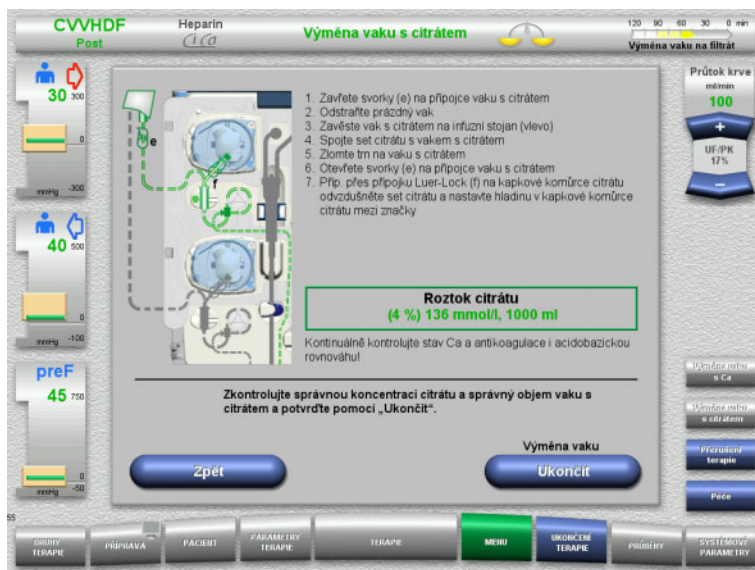 CVVHDF
Post
Heparin
Ci Ca
Výměna vaku s citrátem
120 90 60 30 0 min
Výměna vaku na filtrát
30 300
0
mmHg -300
40 500
0
mmHg -100
preF
45 750
0
mmHg -50
e
f
1. Zavřete svorky (e) na přípojce vaku s citrátem
2. Odstraňte prázdný vak
3. Zavěste vak s citrátem na infuzní stojan (vlevo)
4. Spojte set citrátu s vakem s citrátem
5. Zlomte trn na vaku s citrátem
6. Otevřete svorky (e) na přípojce vaku s citrátem
7. Příp. přes přípojku Luer-Lock (f) na kapkové komůrce citrátu
odvzdušněte set citrátu a nastavte hladinu v kapkové komůrce
citrátu mezi značky
Roztok citrátu
(4 %) 136 mmol/l, 1000 ml
Kontinuálně kontrolujte stav Ca a antikoagulace i acidobazickou
rovnováhu!
Zkontrolujte správnou koncentraci citrátu a správný objem vaku s
citrátem a potvrďte pomocí „Ukončit“.
Zpět
Výměna vaku
Ukončit
Průtok krve
ml/min
100
+
UF/PK
17%
−
Výměna vaku
s Ca
Výměna vaku
s citrátem
Přerušení
terapie
Péče
55
DRUHY
TERAPIE
PŘÍPRAVA
PACIENT
PARAMETRY
TERAPIE
TERAPIE
MENU
UKONČENÍ
TERAPIE
PRŮBĚHY
SYSTÉMOVÉ
PARAMETRY